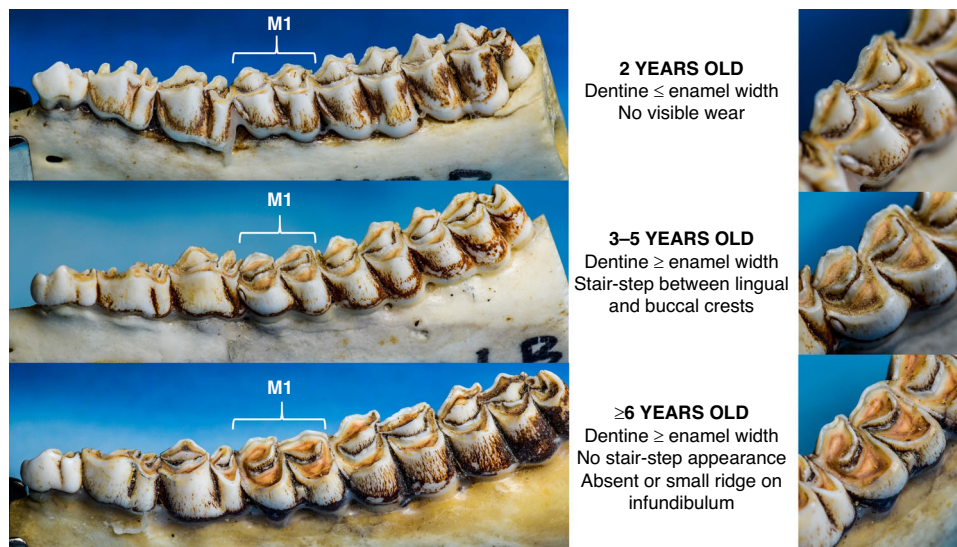 M1
2 YEARS OLD
Dentine ≤ enamel width
No visible wear
M1
3–5 YEARS OLD
Dentine ≥ enamel width
Stair-step between lingual
and buccal crests
M1
≥6 YEARS OLD
Dentine ≥ enamel width
No stair-step appearance
Absent or small ridge on
infundibulum